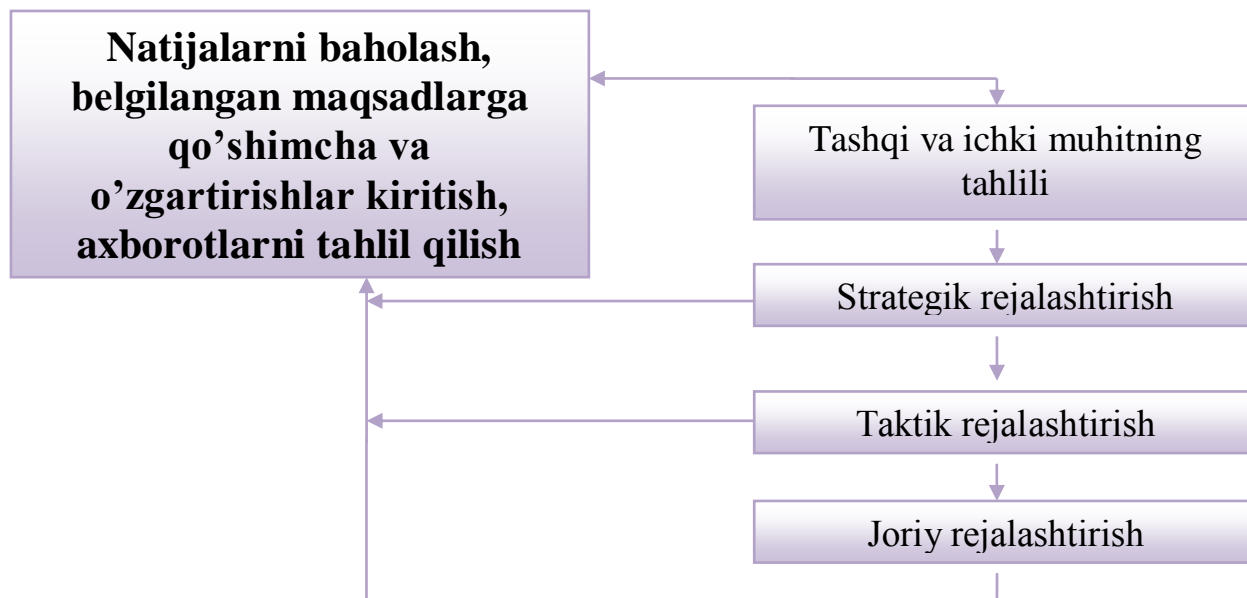 Natijalarni baholash,
belgilangan maqsadlarga
qo’shimcha va
o’zgartirishlar kiritish,
axborotlarni tahlil qilish
Tashqi va ichki muhitning
tahlili
Strategik rejalashtirish
Taktik rejalashtirish
Joriy rejalashtirish